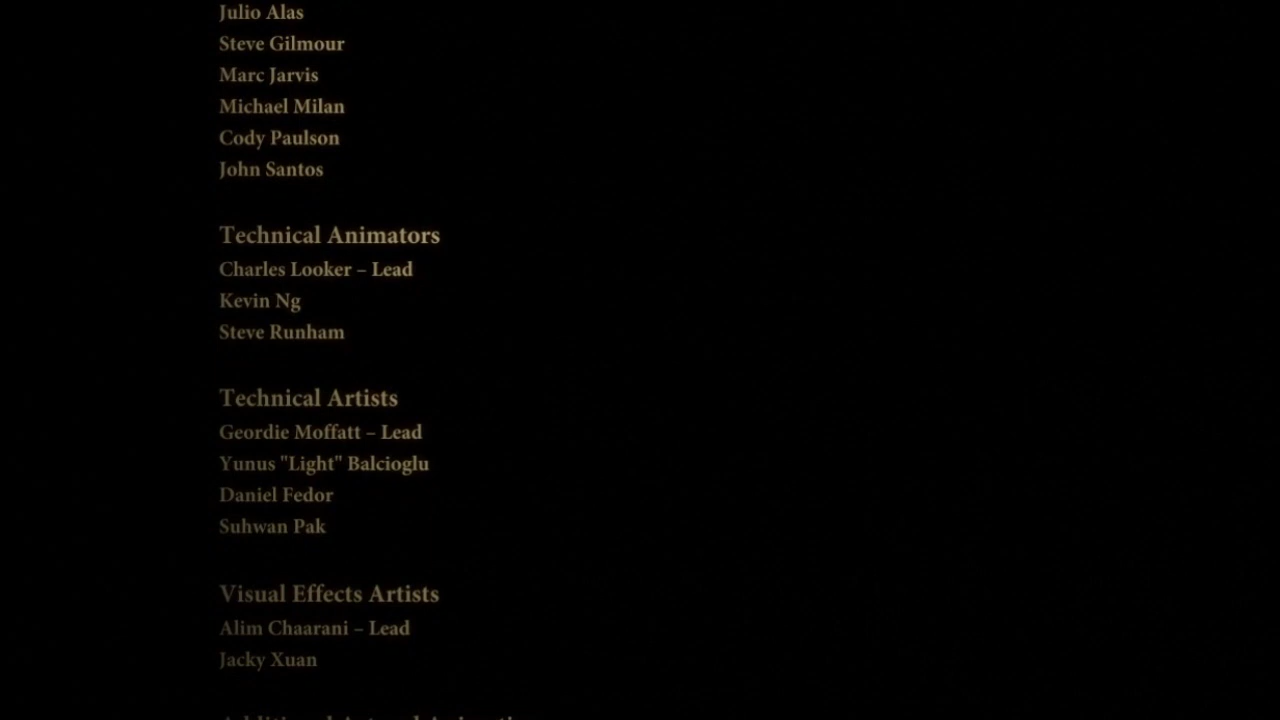 Julio Alas
Steve Gilmour
Marc Jarvis
Michael Milan
Cody Paulson
John Santos
Technical Animators
Charles Looker – Lead
Kevin Ng
Steve Runham
Technical Artists
Geordie Moffatt – Lead
Yunus "Light" Balcioglu
Daniel Fedor
Suhwan Pak
Visual Effects Artists
Alim Chaarani – Lead
Jacky Xuan